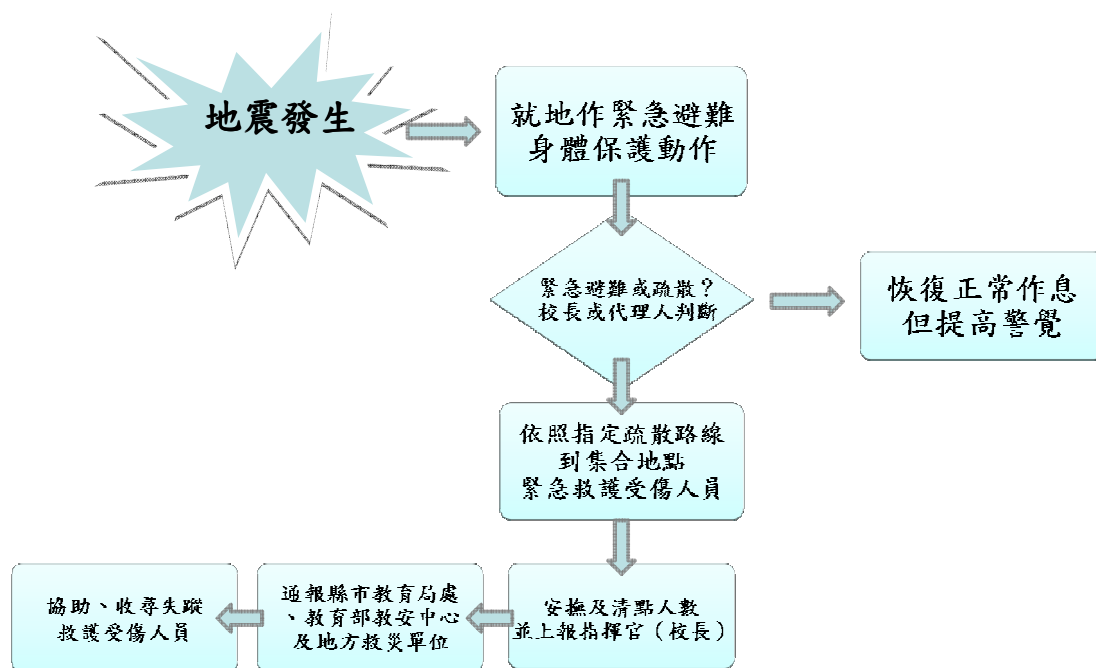 地震發生
就地作緊急避難
身體保護動作
緊急避難或疏散？
校長或代理人判斷
恢復正常作息
但提高警覺
依照指定疏散路線
到集合地點
緊急救護受傷人員
安撫及清點人數
並上報指揮官（校長）
通報縣市教育局處
、教育部教安中心
及地方救災單位
協助、收尋失蹤
救護受傷人員